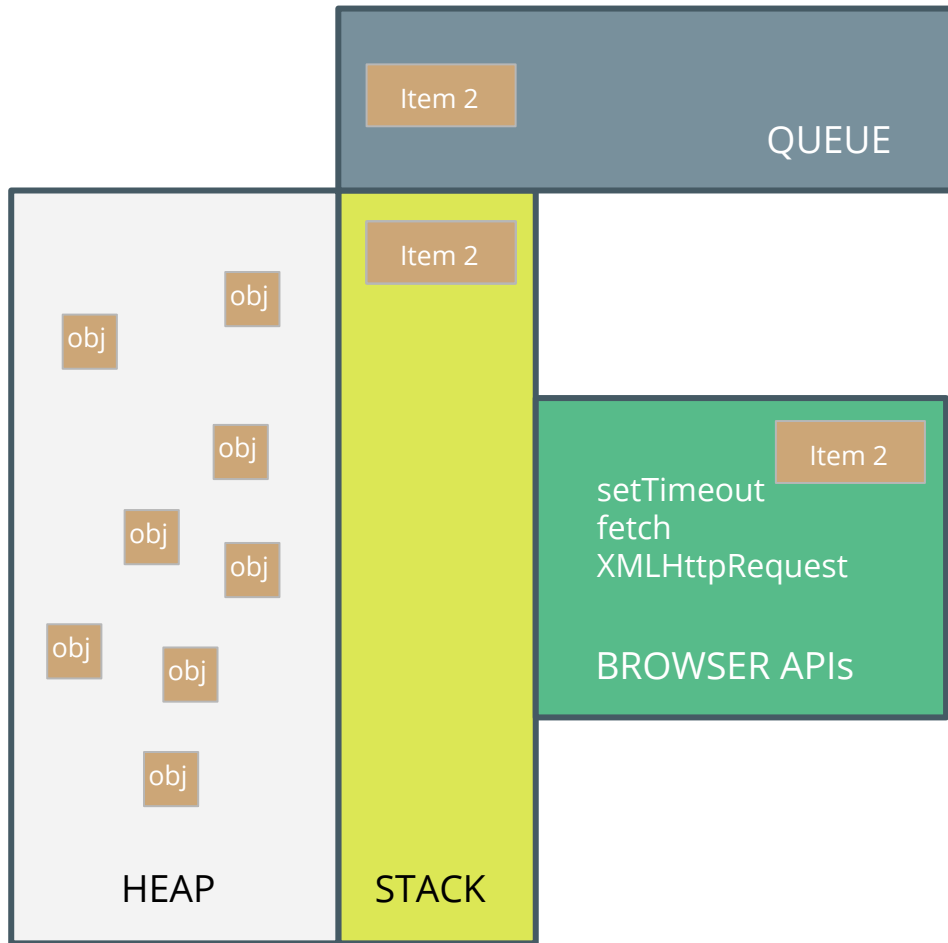 Item 2
QUEUE
Item 2
obj
obj
obj
obj
obj
obj
obj
obj
HEAP
STACK
Item 2
setTimeout
fetch
XMLHttpRequest
BROWSER APIs